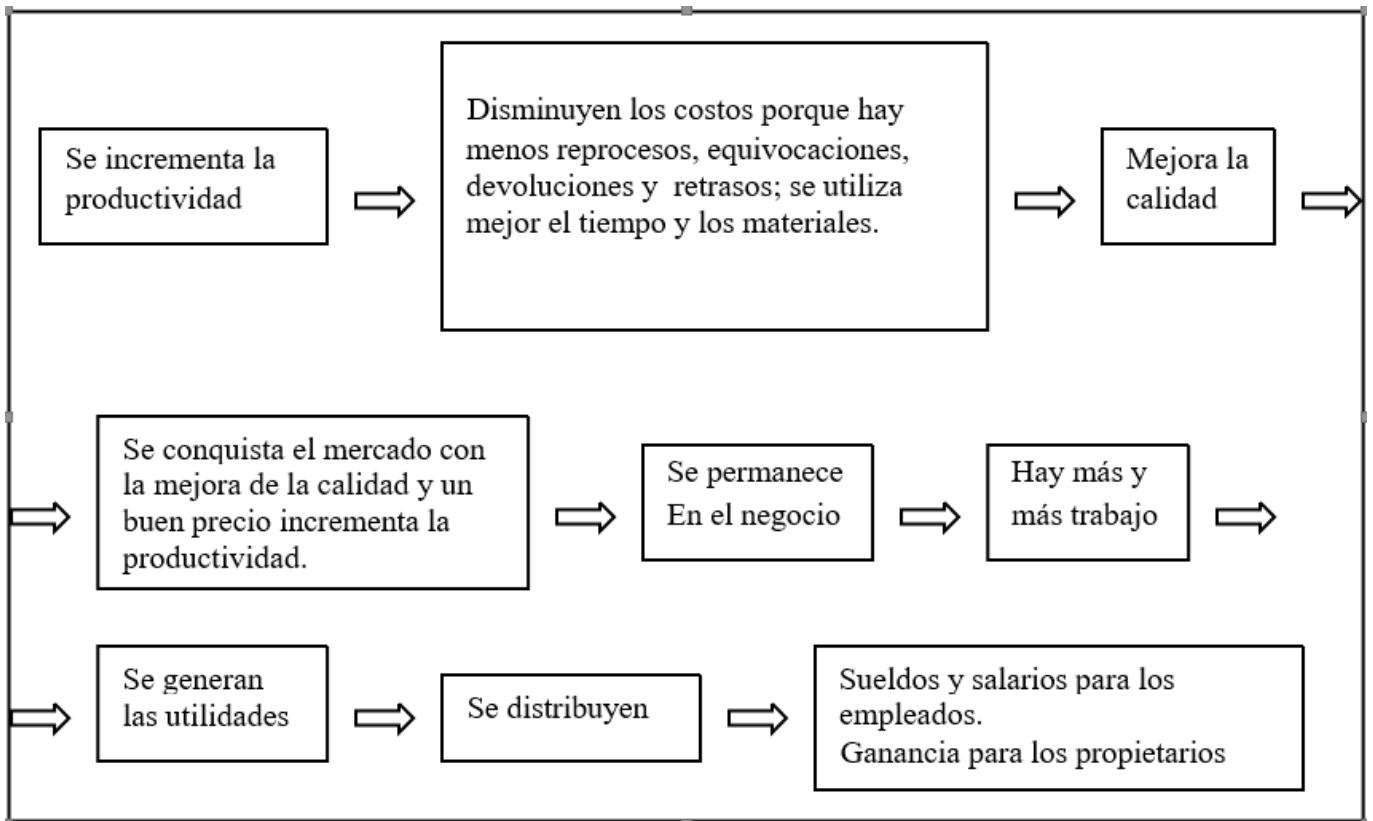 Se incrementa la
productividad
Disminuyen los costos porque hay
menos reprocesos, equivocaciones,
devoluciones y  retrasos; se utiliza
mejor el tiempo y los materiales.
Mejora la
calidad
Se conquista el mercado con
la mejora de la calidad y un
buen precio incrementa la
productividad.
Se permanece
En el negocio
Hay más y
más trabajo
Se generan
las utilidades
Se distribuyen
Sueldos y salarios para los
empleados.
Ganancia para los propietarios